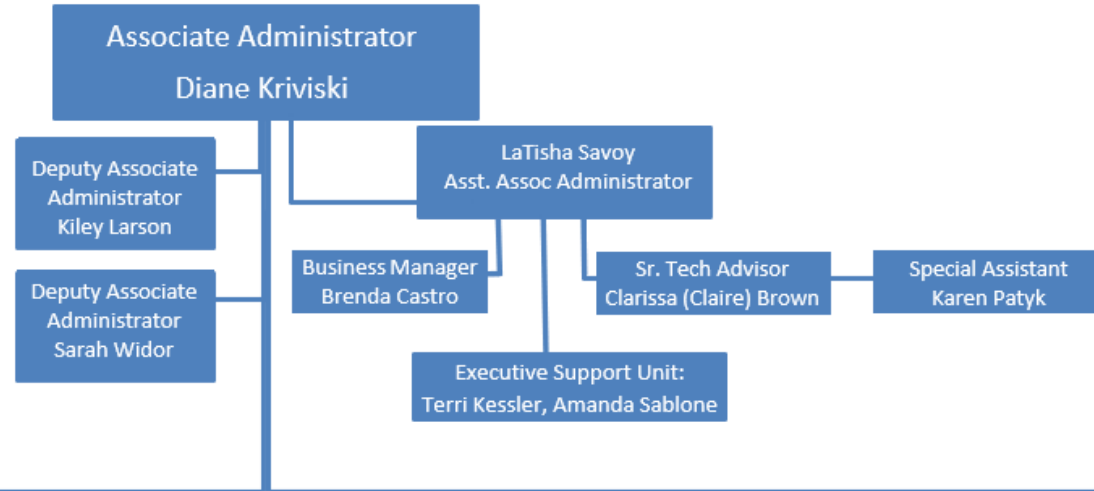 Associate Administrator
Diane Kriviski
Deputy Associate
Administrator
Kiley Larson
LaTisha Savoy
Asst. Assoc Administrator
Business Manager
Brenda Castro
Sr. Tech Advisor
Clarissa (Claire) Brown
Special Assistant
Karen Patyk
Deputy Associate
Administrator
Sarah Widor
Executive Support Unit:
Terri Kessler, Amanda Sablone